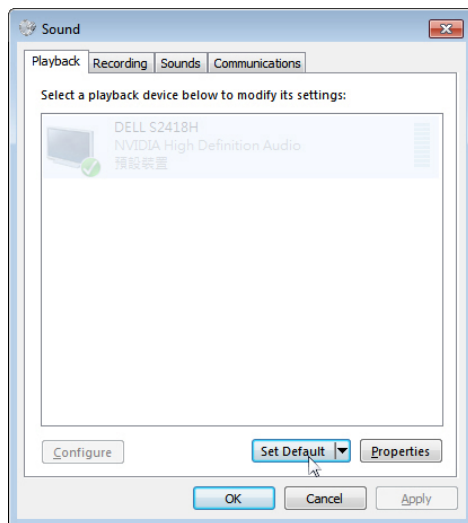 Sound
Playback Recording Sounds Communications
Select a playback device below to modify its settings:
DELL S2418H
NVIDIA High Definition Audio
預設裝置
Configure Set Default Properties
OK Cancel Apply